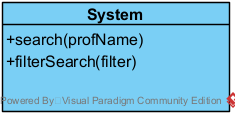 System
+search(profName)
+filterSearch(filter)
Powered By Visual Paradigm Community Edition